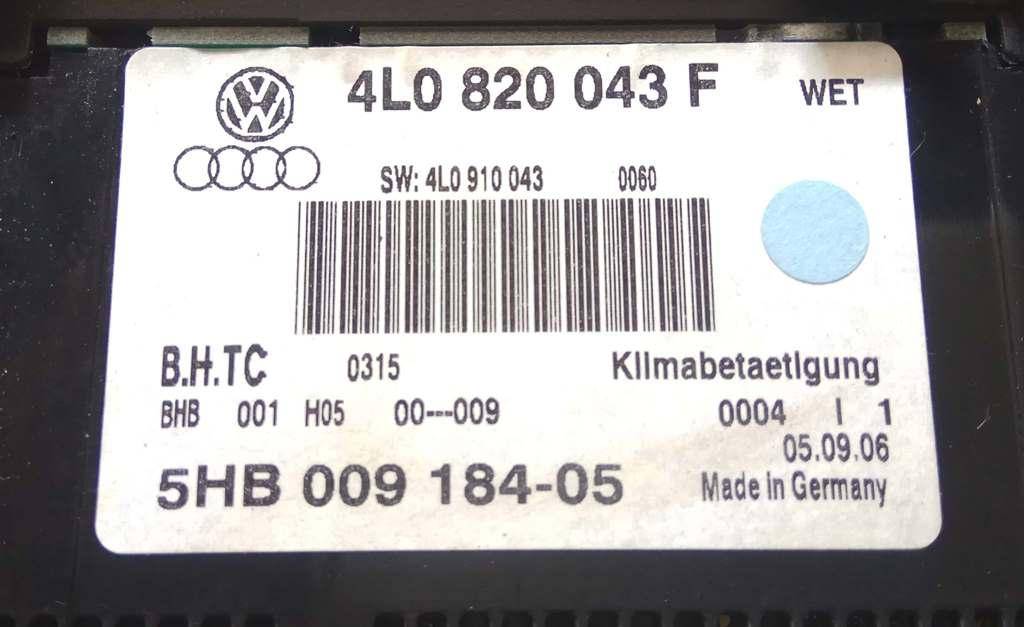 4L0 820 043 F WET
SW: 4L0 910 043 0060
B.H.TC 0315 Klimabetaetigung
BHB 001 H05 00---009 0004 I 1
05.09.06
5HB 009 184-05 Made in Germany